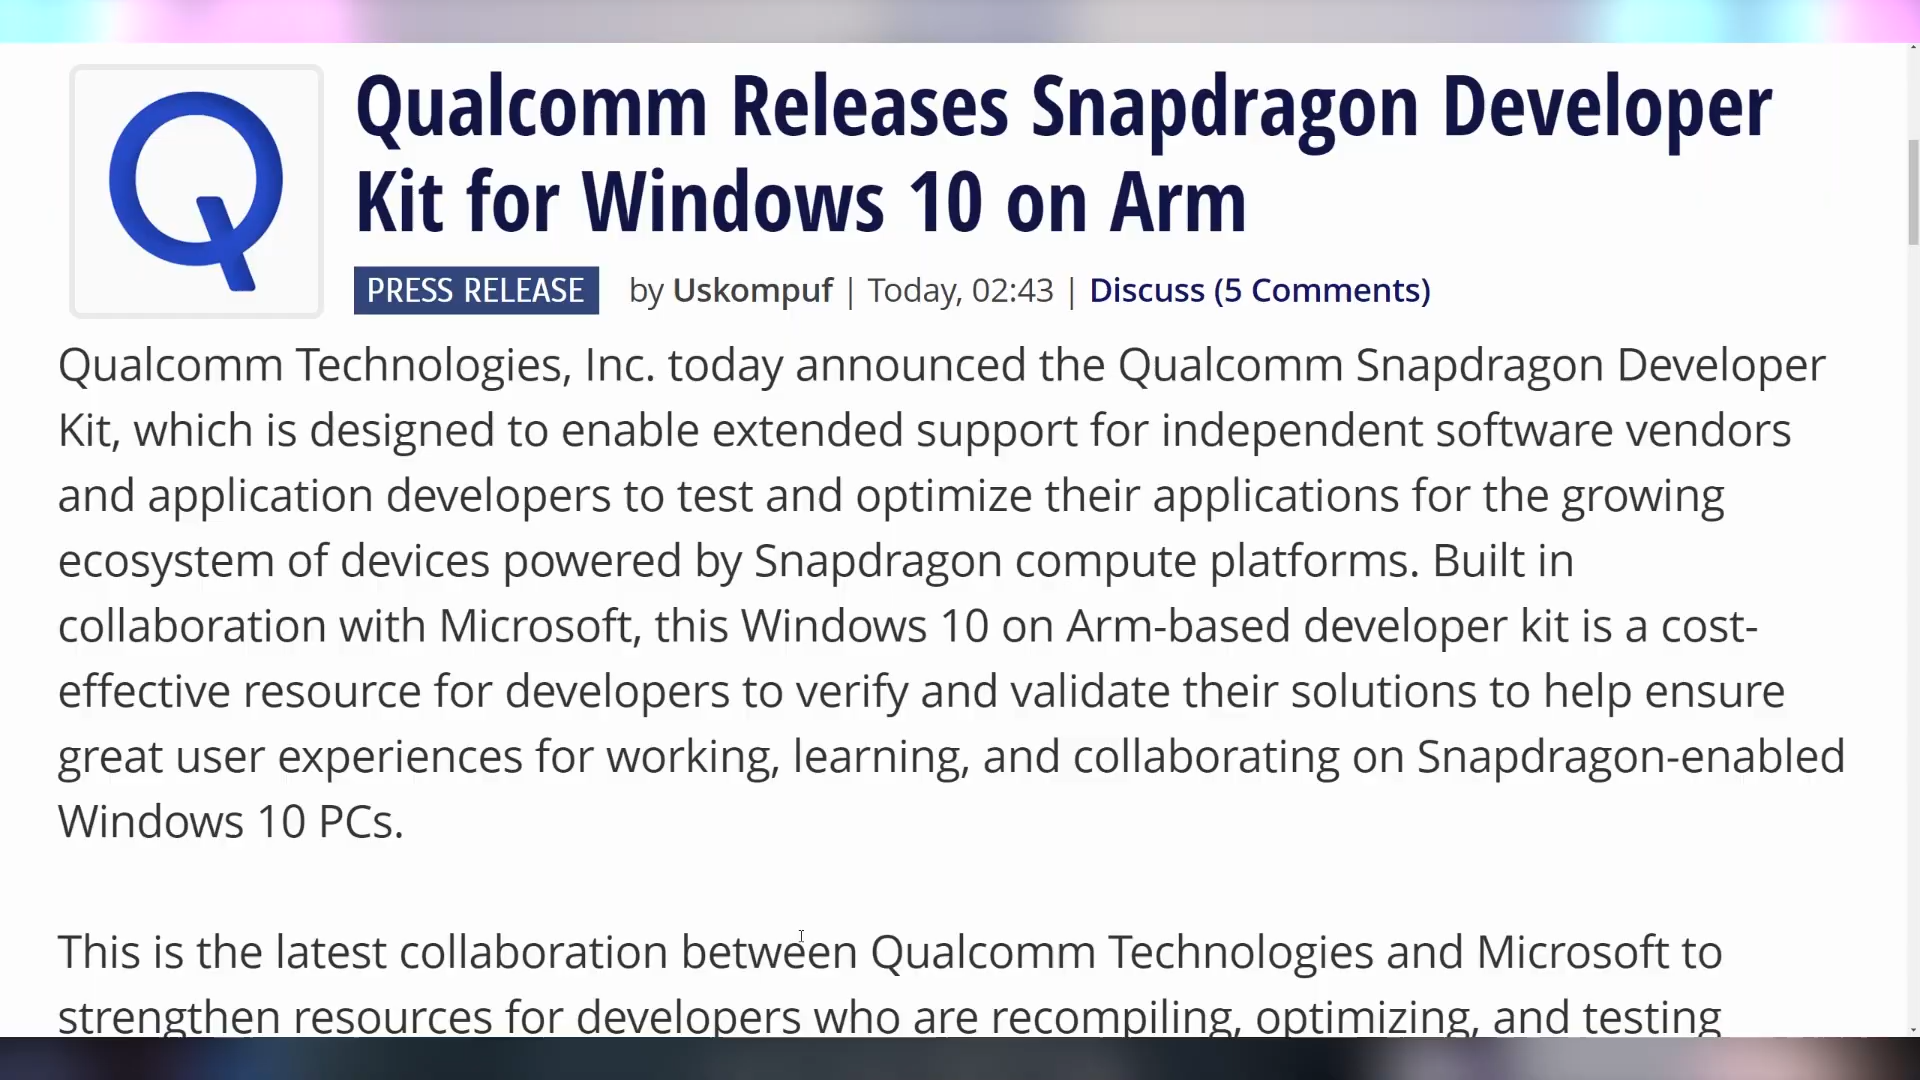 Qualcomm Releases Snapdragon Developer
Kit for Windows 10 on Arm
PRESS RELEASE by Uskompuf | Today, 02:43 | Discuss (5 Comments)
Qualcomm Technologies, Inc. today announced the Qualcomm Snapdragon Developer
Kit, which is designed to enable extended support for independent software vendors
and application developers to test and optimize their applications for the growing
ecosystem of devices powered by Snapdragon compute platforms. Built in
collaboration with Microsoft, this Windows 10 on Arm-based developer kit is a cost-
effective resource for developers to verify and validate their solutions to help ensure
great user experiences for working, learning, and collaborating on Snapdragon-enabled
Windows 10 PCs.
This is the latest collaboration between Qualcomm Technologies and Microsoft to
strengthen resources for developers who are recompiling, optimizing, and testing